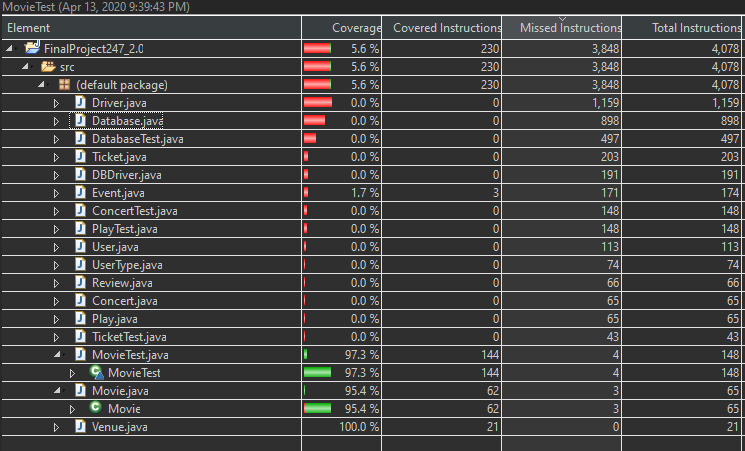 MovieTest (Apr 13, 2020 9:39:43 PM)
Element Coverage Covered Instructions Missed Instructions Total Instructions
FinalProject247_2.0 5.6 % 230 3,848 4,078
src 5.6 % 230 3,848 4,078
(default package) 5.6 % 230 3,848 4,078
Driver.java 0.0 % 0 1,159 1,159
Database.java 0.0 % 0 898 898
DatabaseTest.java 0.0 % 0 497 497
Ticket.java 0.0 % 0 203 203
DBDriver.java 0.0 % 0 191 191
Event.java 1.7 % 3 171 174
ConcertTest.java 0.0 % 0 148 148
PlayTest.java 0.0 % 0 148 148
User.java 0.0 % 0 113 113
UserType.java 0.0 % 0 74 74
Review.java 0.0 % 0 66 66
Concert.java 0.0 % 0 65 65
Play.java 0.0 % 0 65 65
TicketTest.java 0.0 % 0 43 43
MovieTest.java 97.3 % 144 4 148
MovieTest 97.3 % 144 4 148
Movie.java 95.4 % 62 3 65
Movie 95.4 % 62 3 65
Venue.java 100.0 % 21 0 21